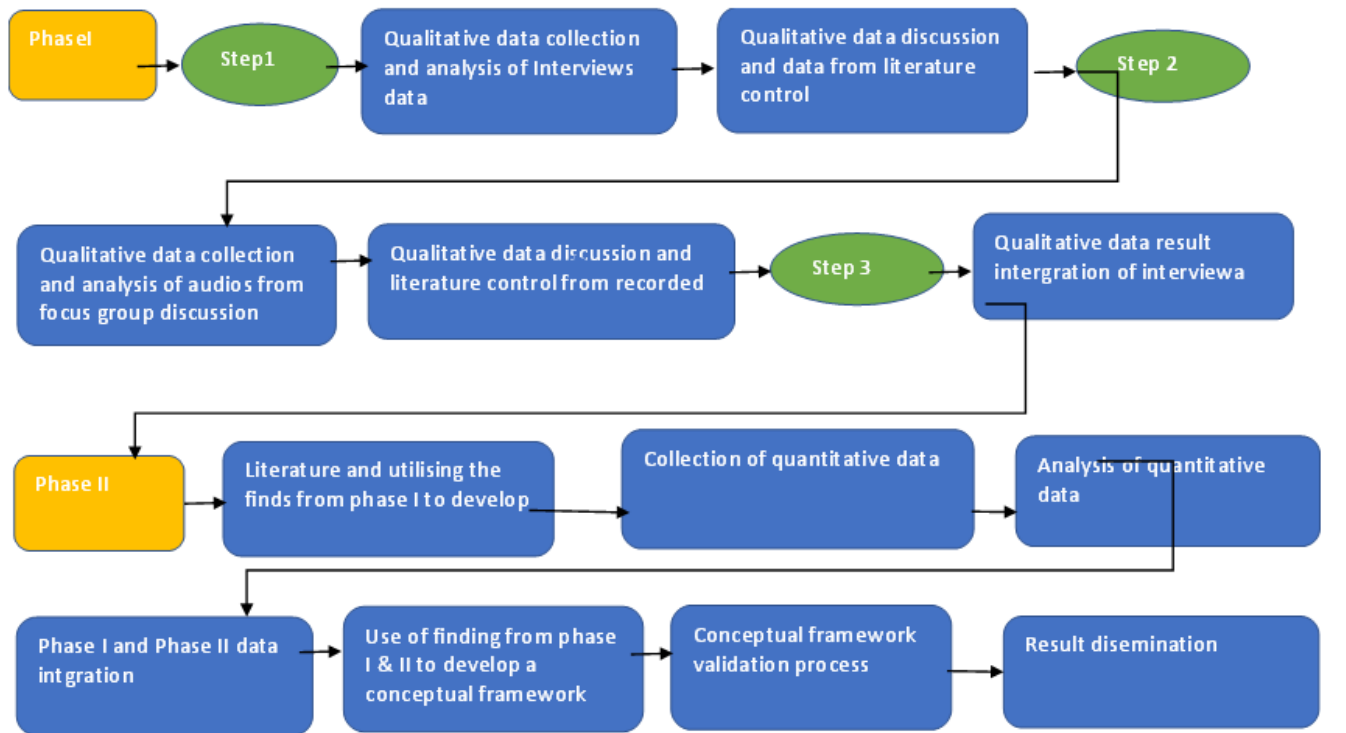 PhaseI
Step1
Qualitative data collection
and analysis of Interviews
data
Qualitative data discussion
and data from literature
control
Step 2
Qualitative data collection
and analysis of audios from
focus group discussion
Qualitative data discussion and
literature control from recorded
Step 3
Qualitative data result
intergration of interviewa
Phase II
Literature and utilising the
finds from phase I to develop
Collection of quantitative data
Analysis of quantitative
data
Phase I and Phase II data
intgration
Use of finding from phase
I & II to develop a
conceptual framework
Conceptual framework
validation process
Result disemination